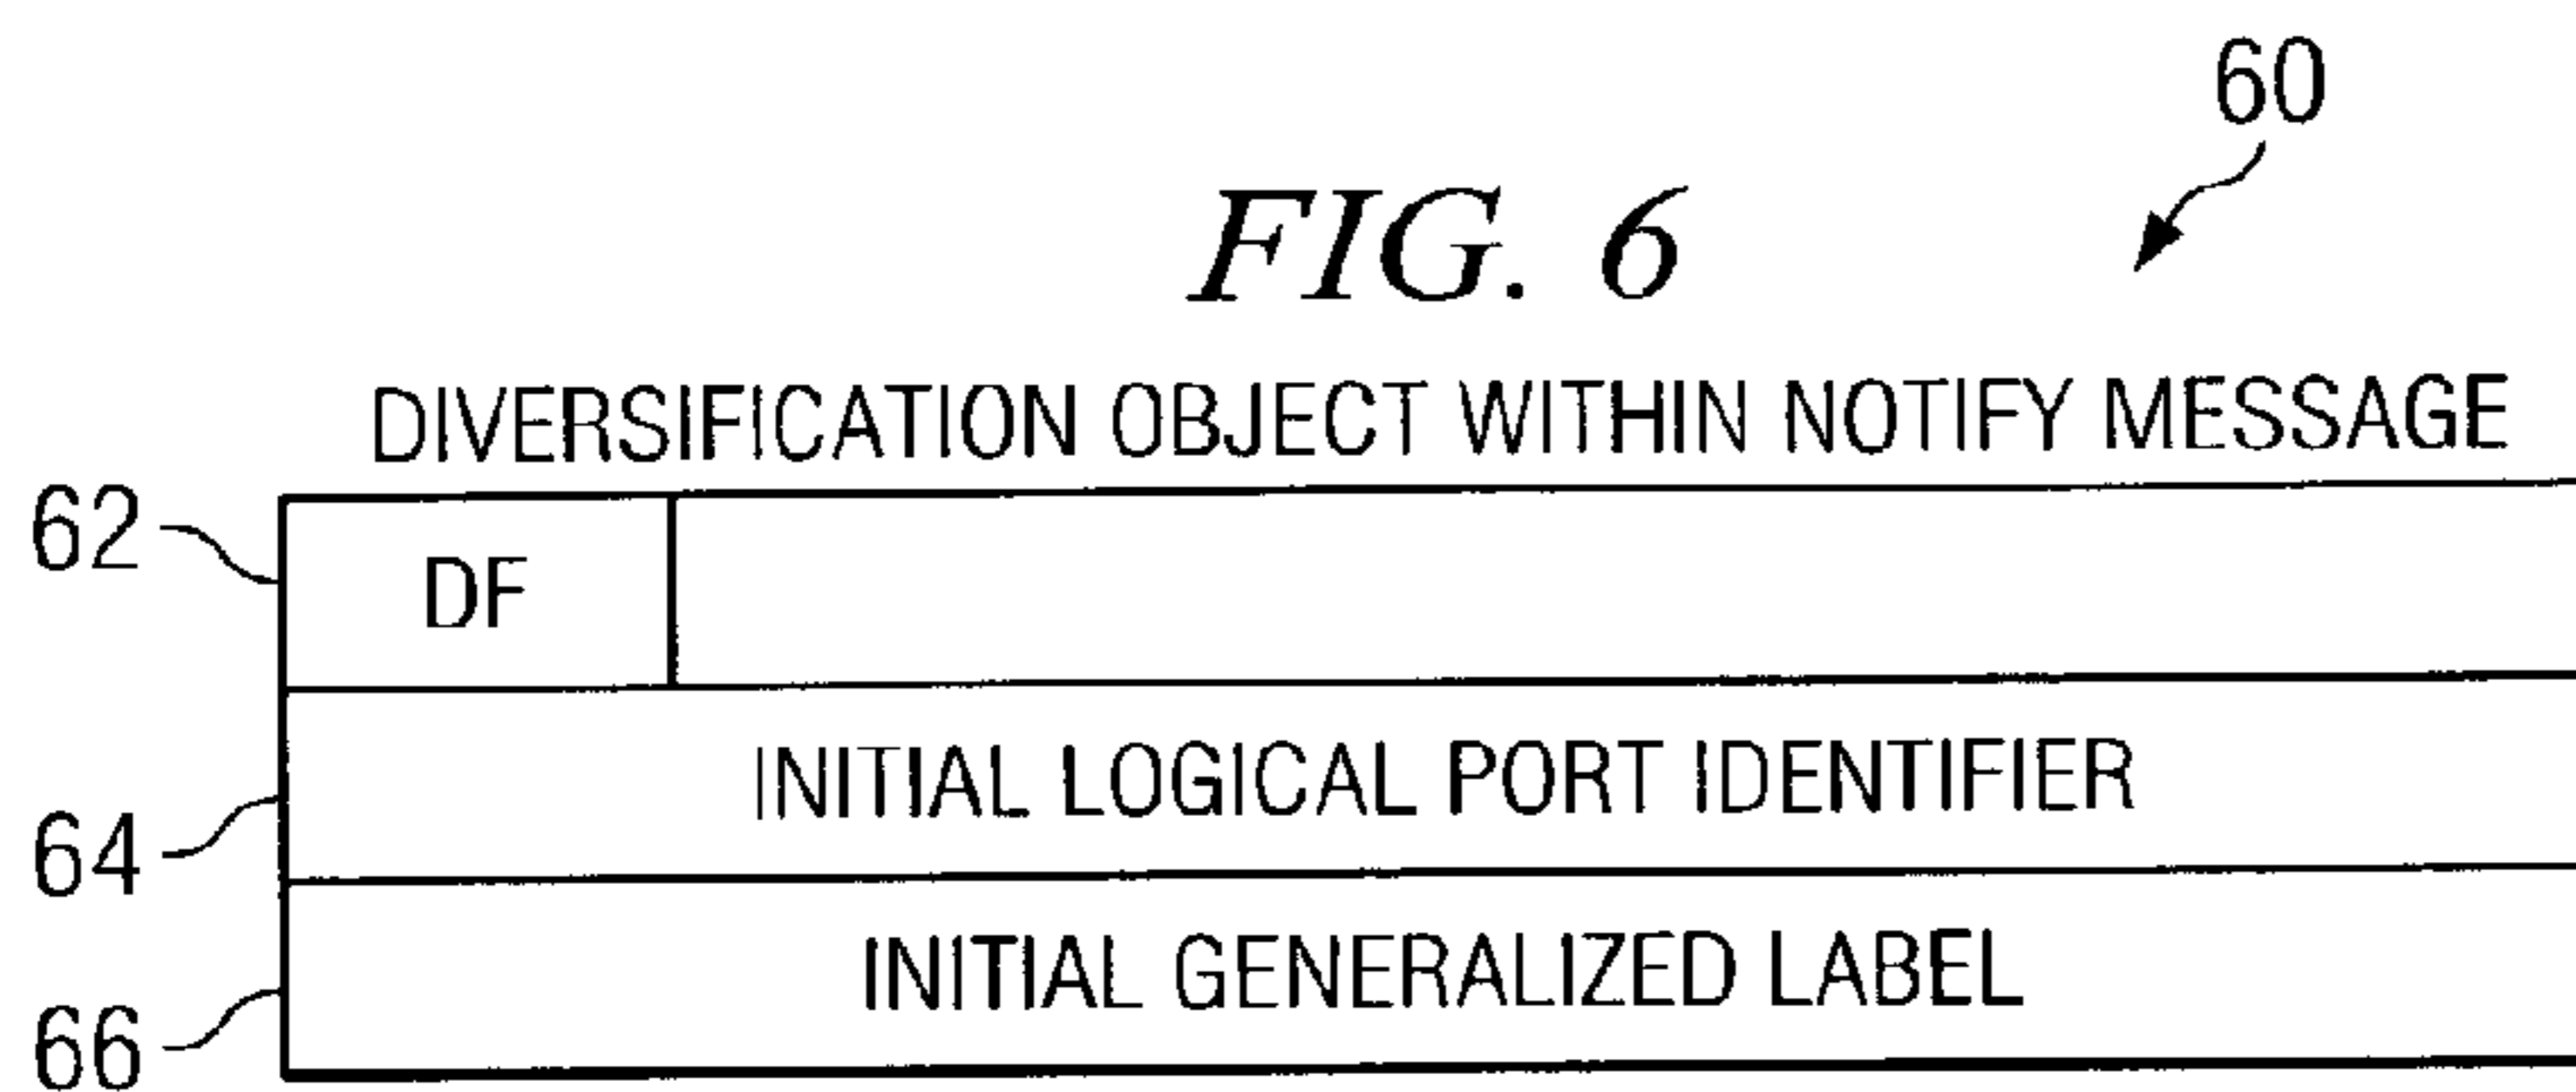 60
FIG. 6
DIVERSIFICATION OBJECT WITHIN NOTIFY MESSAGE
62
DF
INITIAL LOGICAL PORT IDENTIFIER
64
INITIAL GENERALIZED LABEL
66